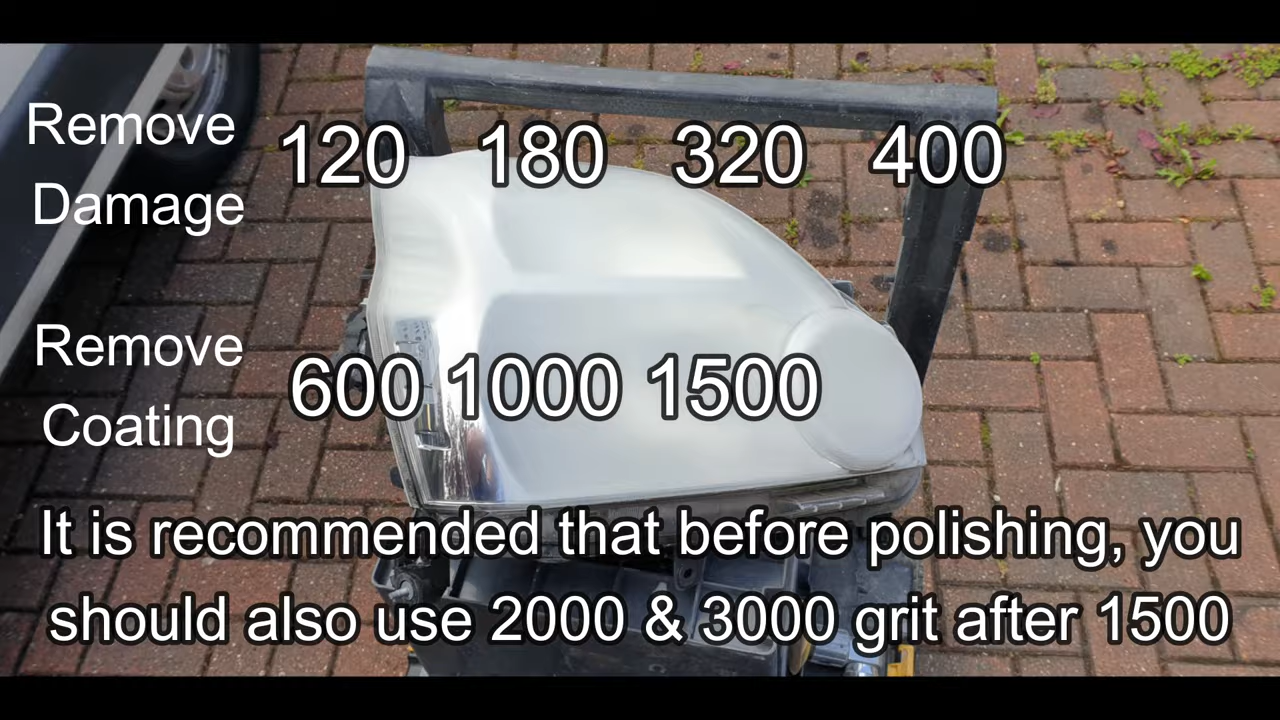 Remove
Damage
120 180 320 400
Remove
Coating
600 1000 1500
It is recommended that before polishing, you
should also use 2000 & 3000 grit after 1500